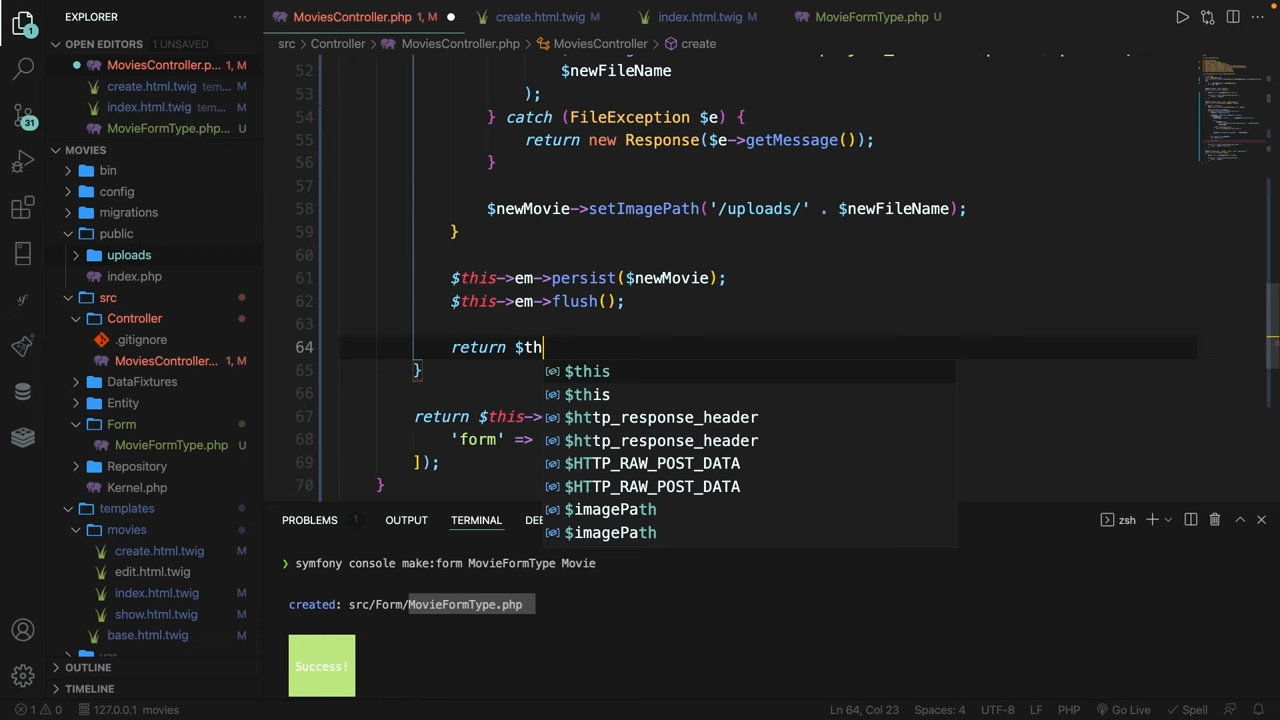 EXPLORER
OPEN EDITORS 1 UNSAVED
MoviesController.p... 1, M
create.html.twig tem... M
index.html.twig tem... M
MovieFormType.php... U
MOVIES
bin
config
migrations
public
uploads
index.php
src
Controller
.gitignore
MoviesController... 1, M
DataFixtures
Entity
Form
MovieFormType.php U
Repository
Kernel.php
templates
movies
create.html.twig M
edit.html.twig
index.html.twig M
show.html.twig M
base.html.twig M
OUTLINE
TIMELINE
1
31
MoviesController.php 1, M
create.html.twig M
index.html.twig M
MovieFormType.php U
src > Controller > MoviesController.php > MoviesController > create
52 $newFileName
53 );
54 } catch (FileException $e) {
55 return new Response($e->getMessage());
56 }
57
58 $newMovie->setImagePath('/uploads/' . $newFileName);
59 }
60
61 $this->em->persist($newMovie);
62 $this->em->flush();
63
64 return $th
65 }
66
67 return $this->
68 'form' =>
69 ]);
70 }
$this
$this
$http_response_header
$http_response_header
$HTTP_RAW_POST_DATA
$HTTP_RAW_POST_DATA
$imagePath
$imagePath
PROBLEMS 1 OUTPUT TERMINAL DE
zsh
❯ symfony console make:form MovieFormType Movie
created: src/Form/MovieFormType.php
Success!
1 0 127.0.0.1 movies
Ln 64, Col 23 Spaces: 4 UTF-8 LF PHP Go Live Spell